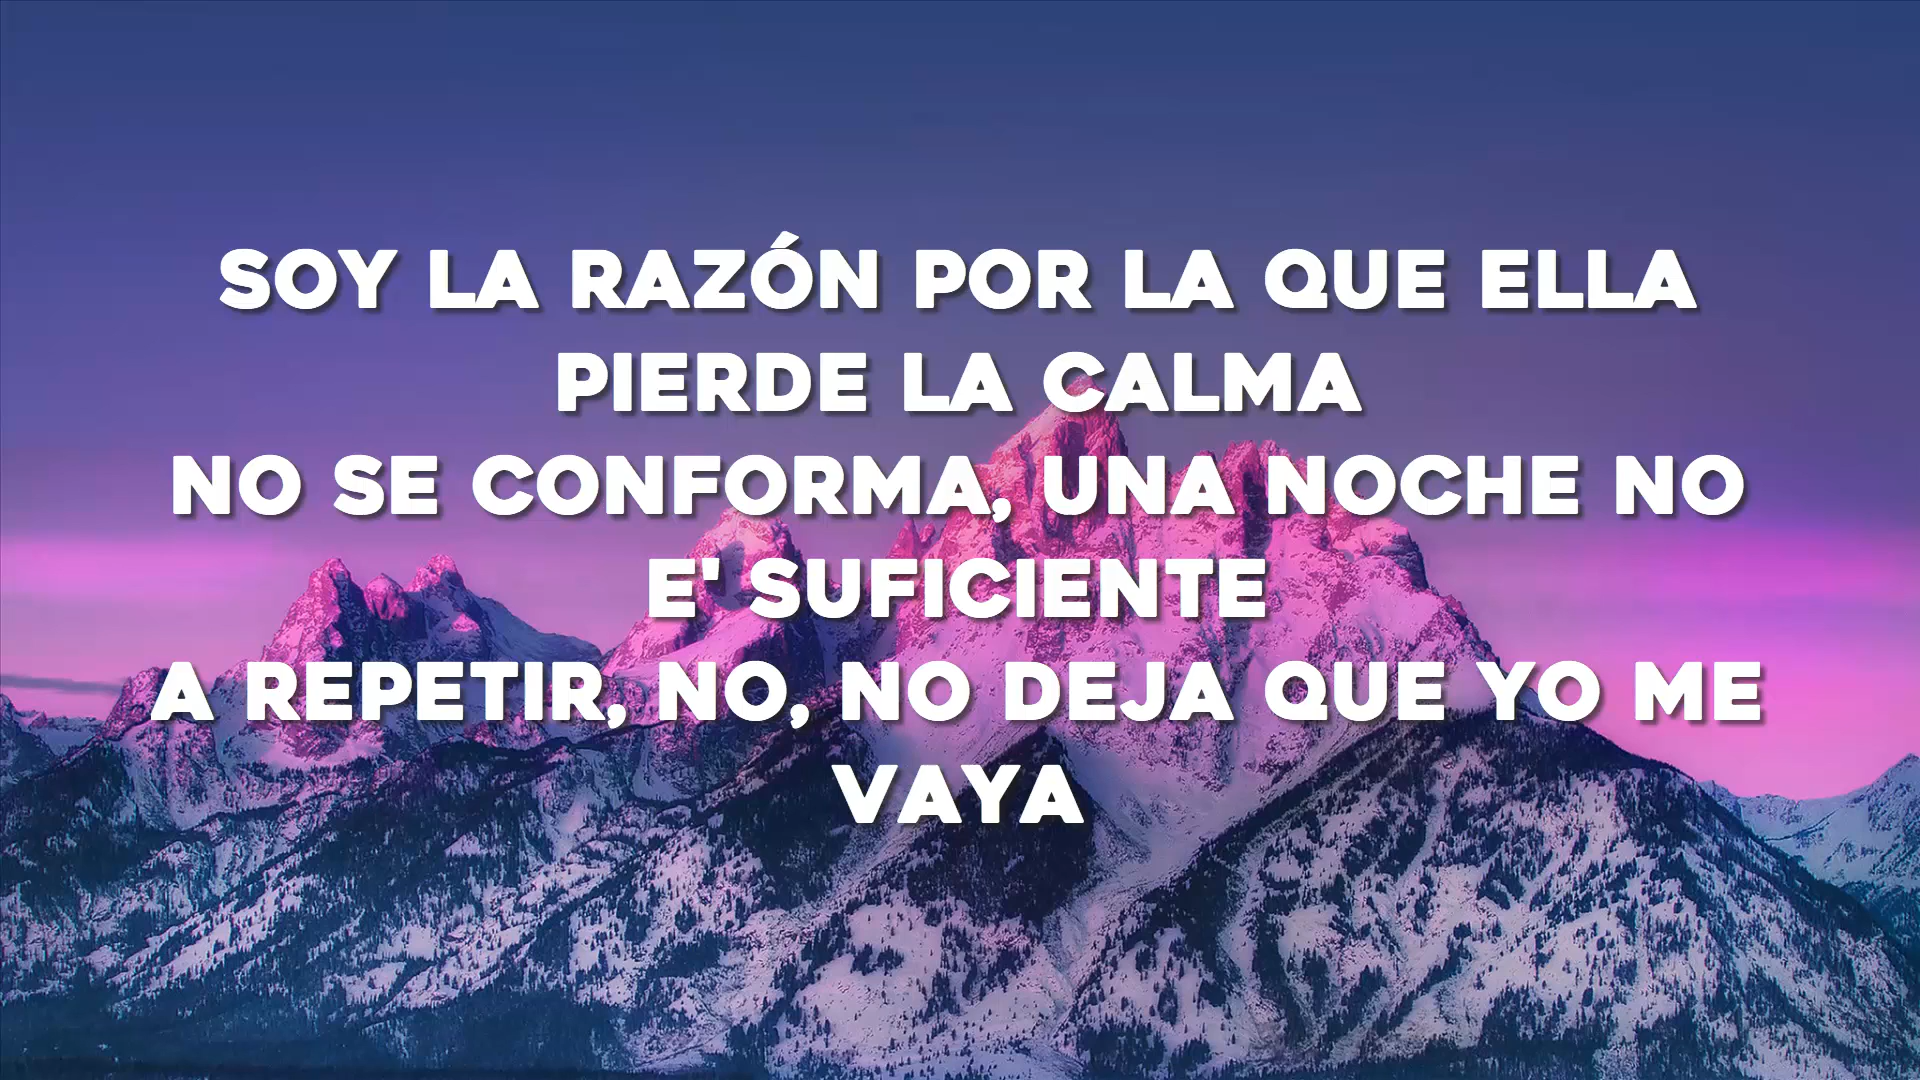 SOY LA RAZÓN POR LA QUE ELLA
PIERDE LA CALMA
NO SE CONFORMA, UNA NOCHE NO
E' SUFICIENTE
A REPETIR, NO, NO DEJA QUE YO ME
VAYA